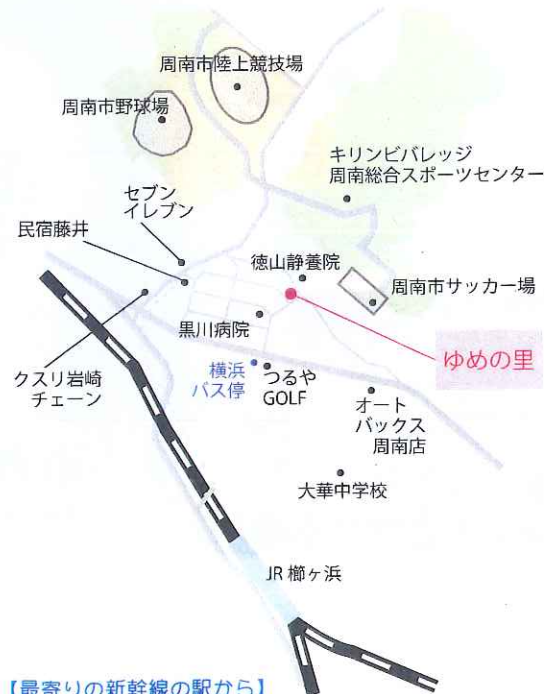 周南市陸上競技場
周南市野球場
キリンビバレッジ
周南総合スポーツセンター
セブン
イレブン
民宿藤井
徳山静養院
周南市サッカー場
黒川病院
ゆめの里
クスリ岩崎
チェーン
横浜
バス停
つるや
GOLF
オート
バックス
周南店
大華中学校
JR 櫛ヶ浜
【最寄りの新幹線の駅から】